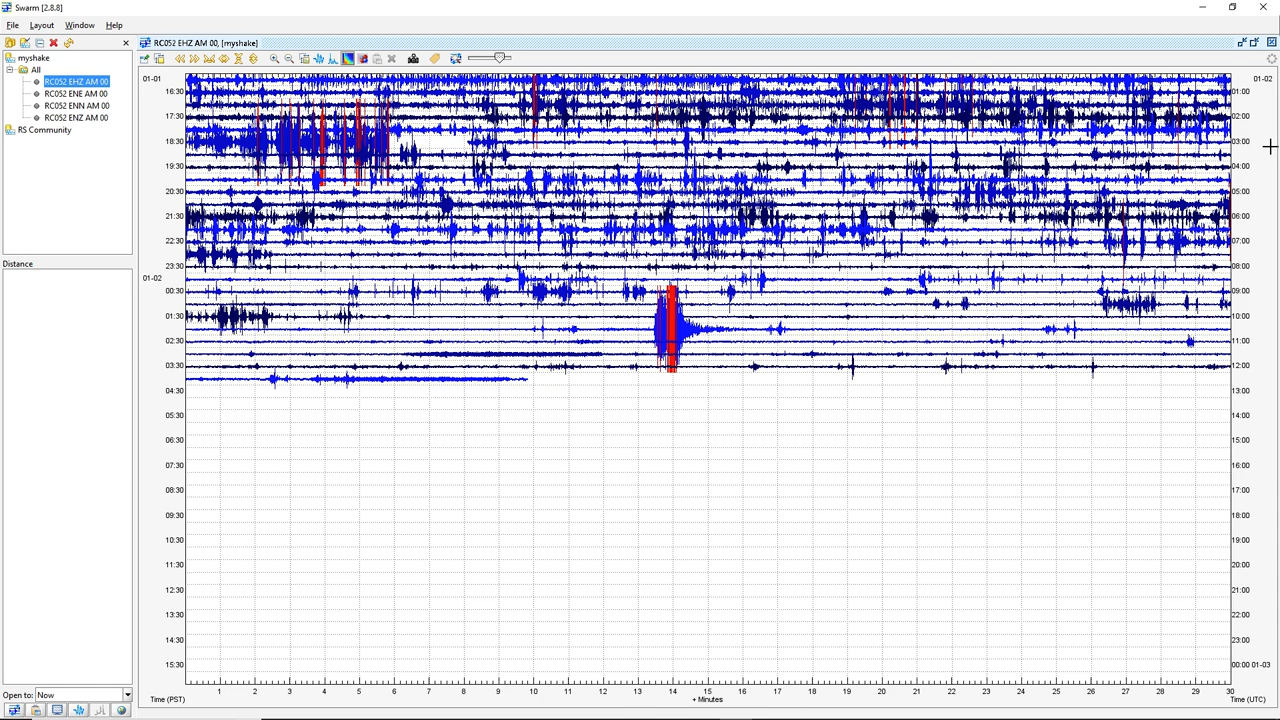 Swarm [2.8.8]
File Layout Window Help
RC052 EHZ AM 00, [myshake]
myshake
All
RC052 EHZ AM 00
RC052 ENE AM 00
RC052 ENN AM 00
RC052 ENZ AM 00
RS Community
Distance
Open to: Now
01-01 01-02
16:30 01:00
17:30 02:00
18:30 03:00
19:30 04:00
20:30 05:00
21:30 06:00
22:30 07:00
23:30 08:00
01-02
00:30 09:00
01:30 10:00
02:30 11:00
03:30 12:00
04:30 13:00
05:30 14:00
06:30 15:00
07:30 16:00
08:30 17:00
09:30 18:00
10:30 19:00
11:30 20:00
12:30 21:00
13:30 22:00
14:30 23:00
15:30 00:00 01-03
1 2 3 4 5 6 7 8 9 10 11 12 13 14 15 16 17 18 19 20 21 22 23 24 25 26 27 28 29 30
Time (PST) + Minutes Time (UTC)